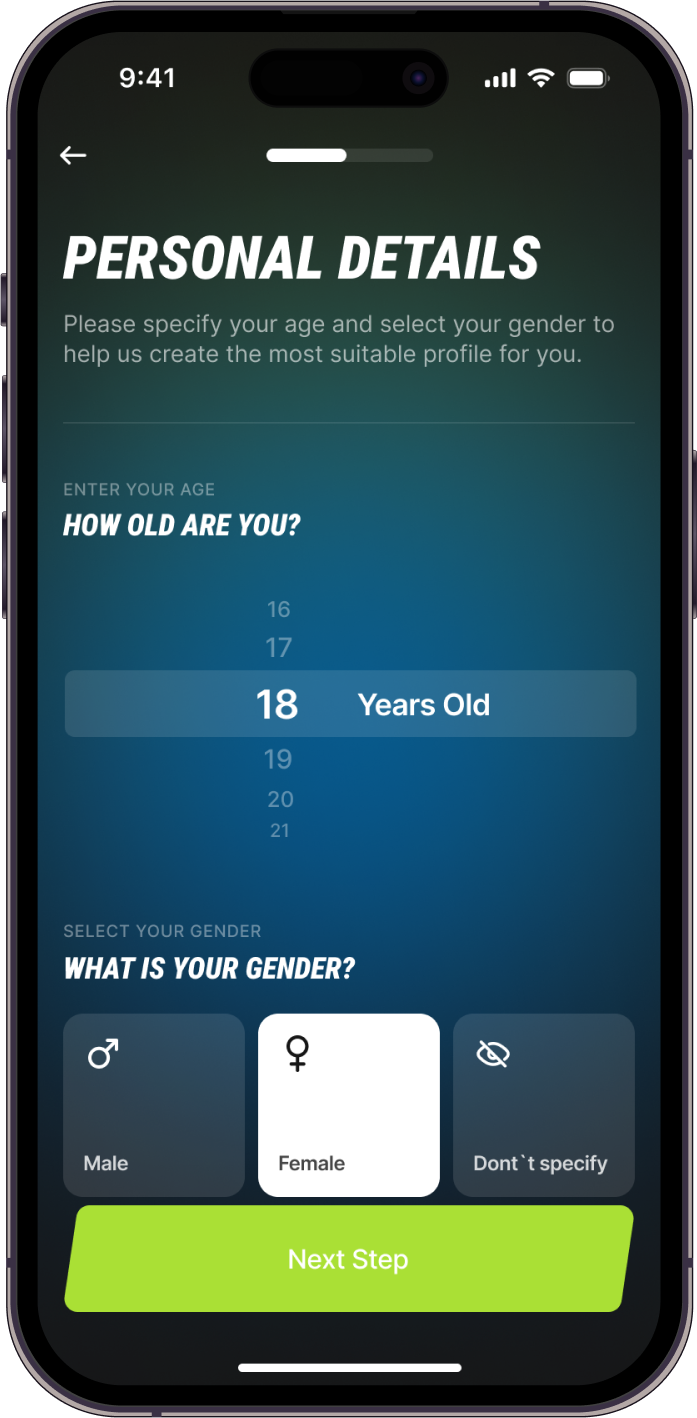 9:41
PERSONAL DETAILS
Please specify your age and select your gender to
help us create the most suitable profile for you.
ENTER YOUR AGE
HOW OLD ARE YOU?
16
17
18 Years Old
19
20
21
SELECT YOUR GENDER
WHAT IS YOUR GENDER?
Male Female Dont`t specify
Next Step